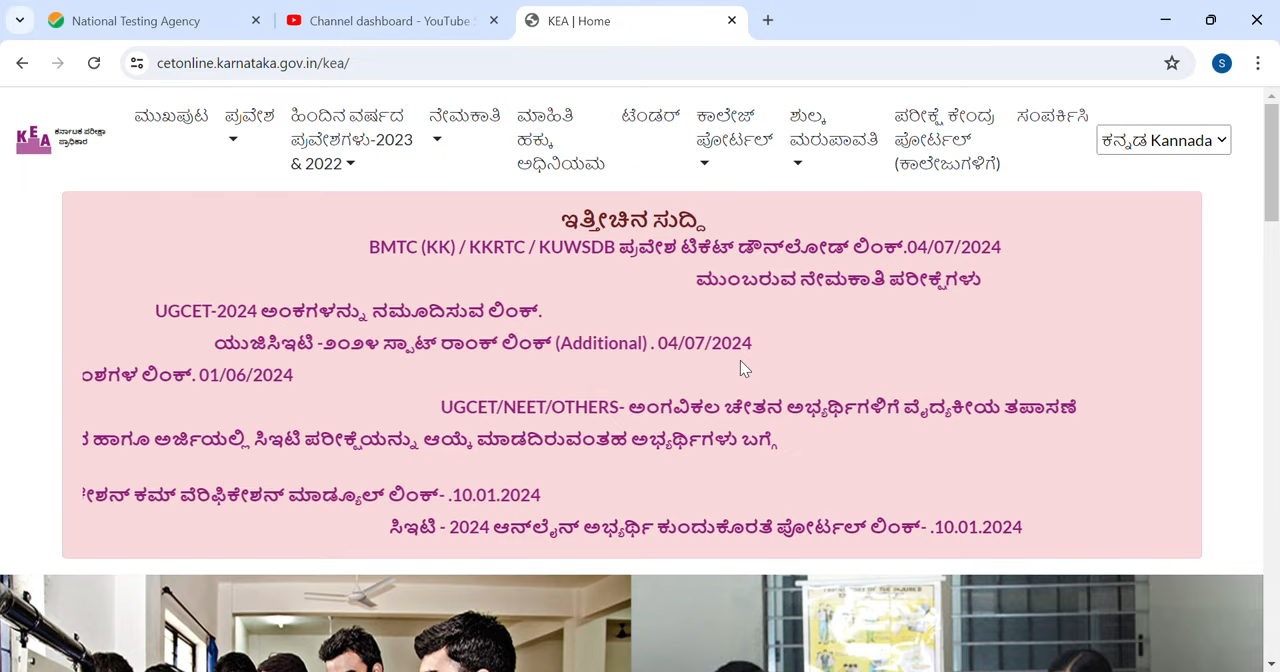 National Testing Agency
Channel dashboard - YouTube
KEA | Home
cetonline.karnataka.gov.in/kea/
S
KEA
ಕರ್ನಾಟಕ ಪರೀಕ್ಷಾ
ಪ್ರಾಧಿಕಾರ
ಮುಖಪುಟ
ಪ್ರವೇಶ
ಹಿಂದಿನ ವರ್ಷದ
ಪ್ರವೇಶಗಳು-2023
& 2022
ನೇಮಕಾತಿ
ಮಾಹಿತಿ
ಹಕ್ಕು
ಅಧಿನಿಯಮ
ಟೆಂಡರ್
ಕಾಲೇಜ್
ಪೋರ್ಟಲ್
ಶುಲ್ಕ
ಮರುಪಾವತಿ
ಪರೀಕ್ಷೆ ಕೇಂದ್ರ
ಪೋರ್ಟಲ್
(ಕಾಲೇಜುಗಳಿಗೆ)
ಸಂಪರ್ಕಿಸಿ
ಕನ್ನಡ Kannada
ಇತ್ತೀಚಿನ ಸುದ್ದಿ
BMTC (KK) / KKRTC / KUWSDB ಪ್ರವೇಶ ಟಿಕೆಟ್ ಡೌನ್‌ಲೋಡ್ ಲಿಂಕ್.04/07/2024
ಮುಂಬರುವ ನೇಮಕಾತಿ ಪರೀಕ್ಷೆಗಳು
UGCET-2024 ಅಂಕಗಳನ್ನು ನಮೂದಿಸುವ ಲಿಂಕ್.
ಯುಜಿಸಿಇಟಿ -೨೦೨೪ ಸ್ಪಾಟ್ ರಾಂಕ್ ಲಿಂಕ್ (Additional) . 04/07/2024
ಂಶಗಳ ಲಿಂಕ್. 01/06/2024
UGCET/NEET/OTHERS- ಅಂಗವಿಕಲ ಚೇತನ ಅಭ್ಯರ್ಥಿಗಳಿಗೆ ವೈದ್ಯಕೀಯ ತಪಾಸಣೆ
ಹಾಗೂ ಅರ್ಜಿಯಲ್ಲಿ ಸಿಇಟಿ ಪರೀಕ್ಷೆಯನ್ನು ಆಯ್ಕೆ ಮಾಡದಿರುವಂತಹ ಅಭ್ಯರ್ಥಿಗಳು ಬಗ್ಗೆ
ಕೇಶನ್ ಕಮ್ ವೆರಿಫಿಕೇಶನ್ ಮಾಡ್ಯೂಲ್ ಲಿಂಕ್- .10.01.2024
ಸಿಇಟಿ - 2024 ಆನ್‌ಲೈನ್ ಅಭ್ಯರ್ಥಿ ಕುಂದುಕೊರತೆ ಪೋರ್ಟಲ್ ಲಿಂಕ್- .10.01.2024